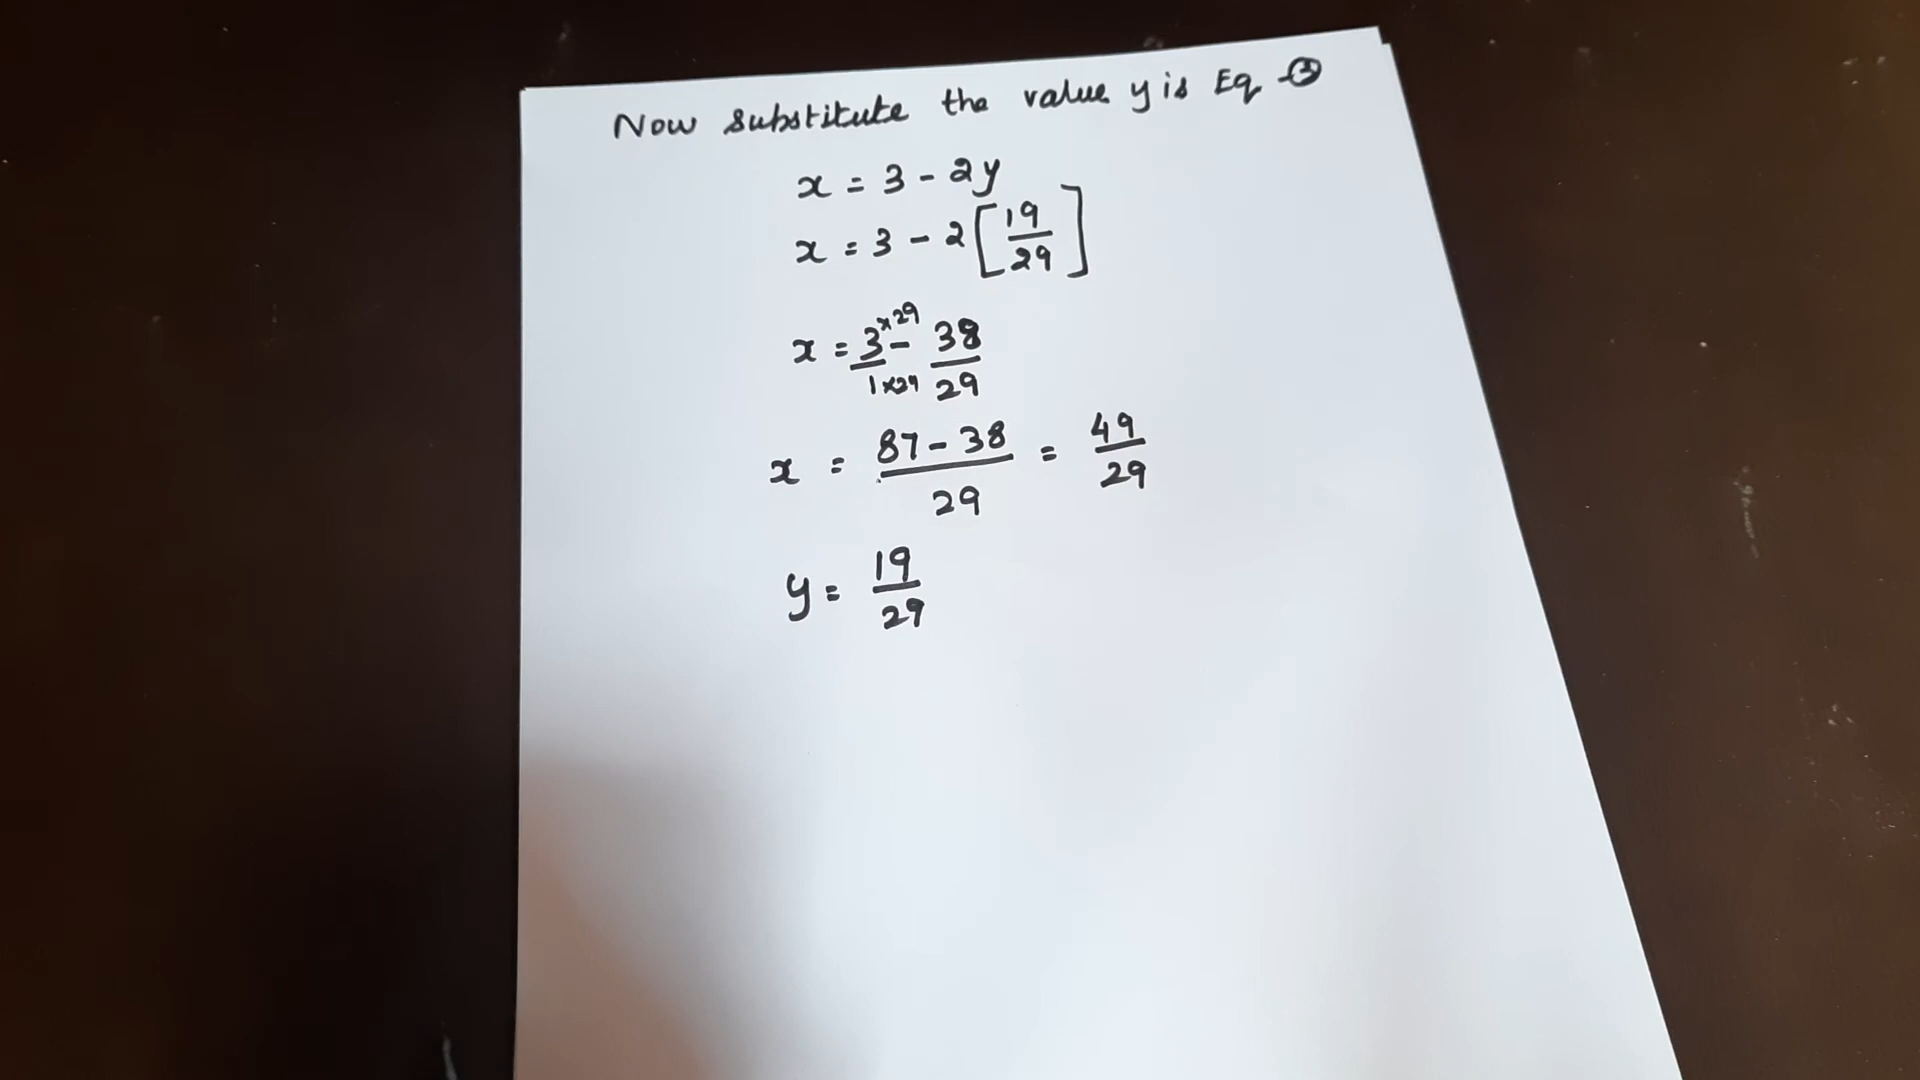 Now substitute the value y is Eq -③
x = 3 - 2y
x = 3 - 2[19/29]
x = 3×29/1×29 - 38/29
x = 87-38/29 = 49/29
y = 19/29